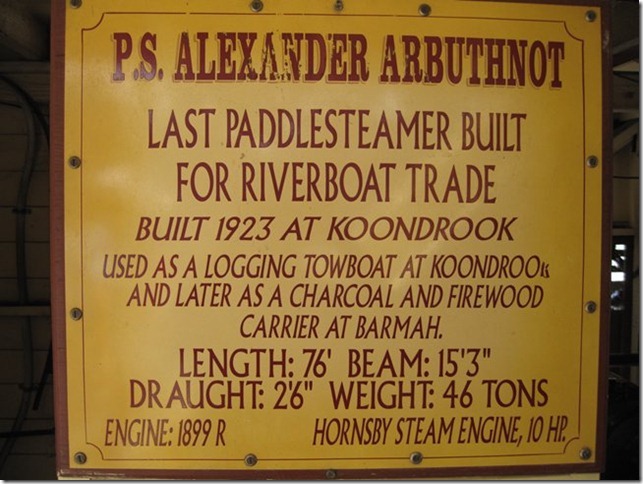 P.S. ALEXANDER ARBUTHNOT
LAST PADDLESTEAMER BUILT
FOR RIVERBOAT TRADE
BUILT 1923 AT KOONDROOK
USED AS A LOGGING TOWBOAT AT KOONDROOK
AND LATER AS A CHARCOAL AND FIREWOOD
CARRIER AT BARMAH.
LENGTH: 76' BEAM: 15'3"
DRAUGHT: 2'6" WEIGHT: 46 TONS
ENGINE: 1899 R HORNSBY STEAM ENGINE, 10 HP.